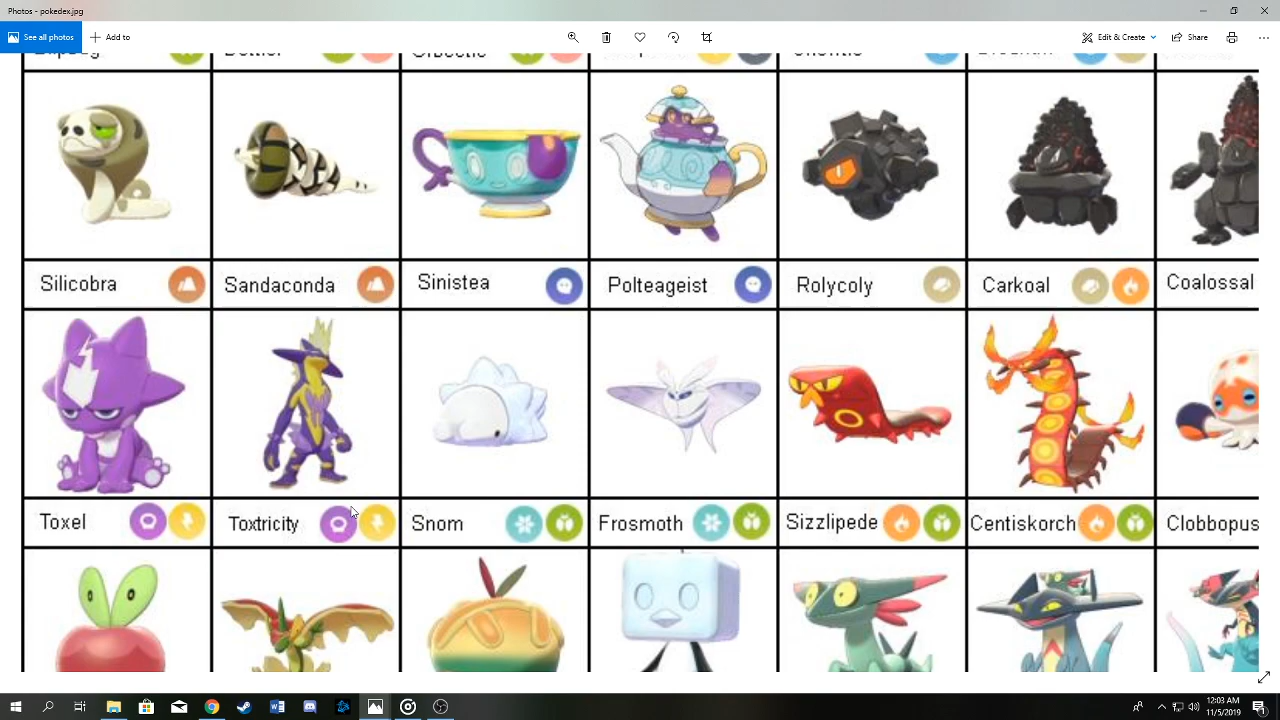 Photos - pokedex.jpg
See all photos
Add to
Edit & Create
Share
Silicobra
Sandaconda
Sinistea
Polteageist
Rolycoly
Carkoal
Coalossal
Toxel
Toxtricity
Snom
Frosmoth
Sizzlipede
Centiskorch
Clobbopus
12:03 AM
11/5/2019